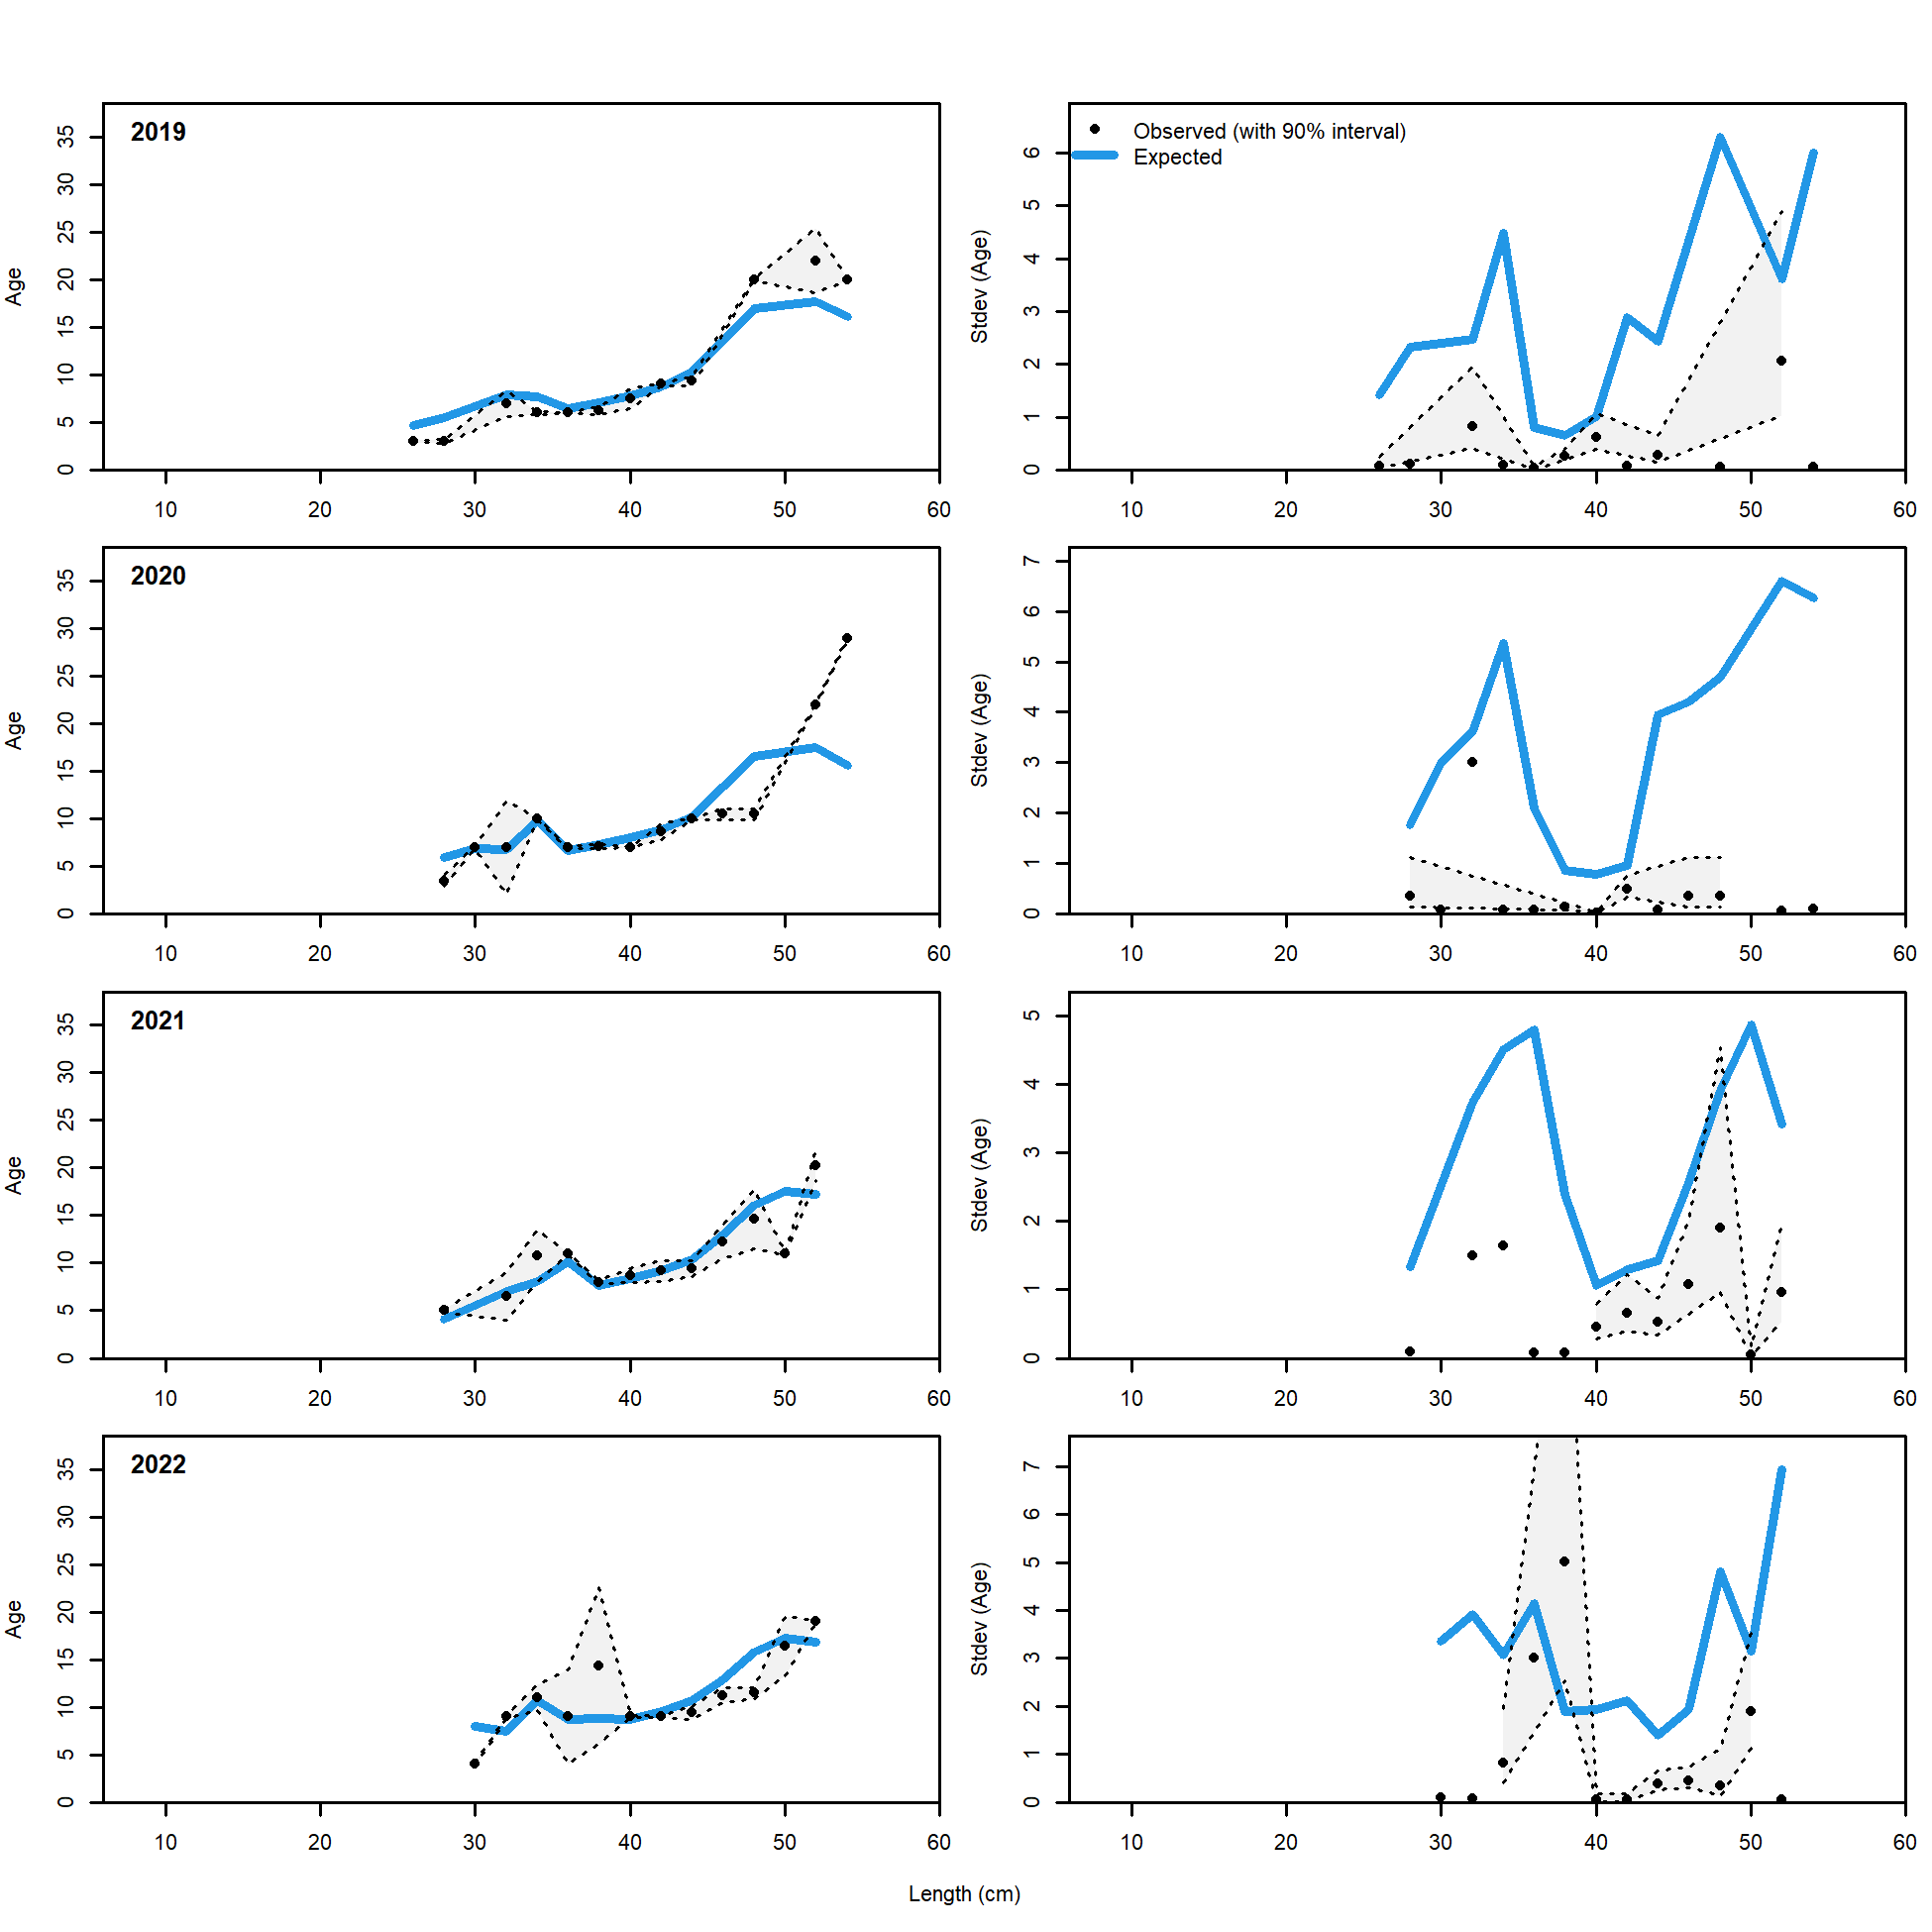 2019
Age
0 5 10 15 20 25 30 35
10 20 30 40 50 60
Observed (with 90% interval)
Expected
Stdev (Age)
0 1 2 3 4 5 6
10 20 30 40 50 60
2020
Age
0 5 10 15 20 25 30 35
10 20 30 40 50 60
Stdev (Age)
0 1 2 3 4 5 6 7
10 20 30 40 50 60
2021
Age
0 5 10 15 20 25 30 35
10 20 30 40 50 60
Stdev (Age)
0 1 2 3 4 5
10 20 30 40 50 60
2022
Age
0 5 10 15 20 25 30 35
10 20 30 40 50 60
Stdev (Age)
0 1 2 3 4 5 6 7
10 20 30 40 50 60
Length (cm)